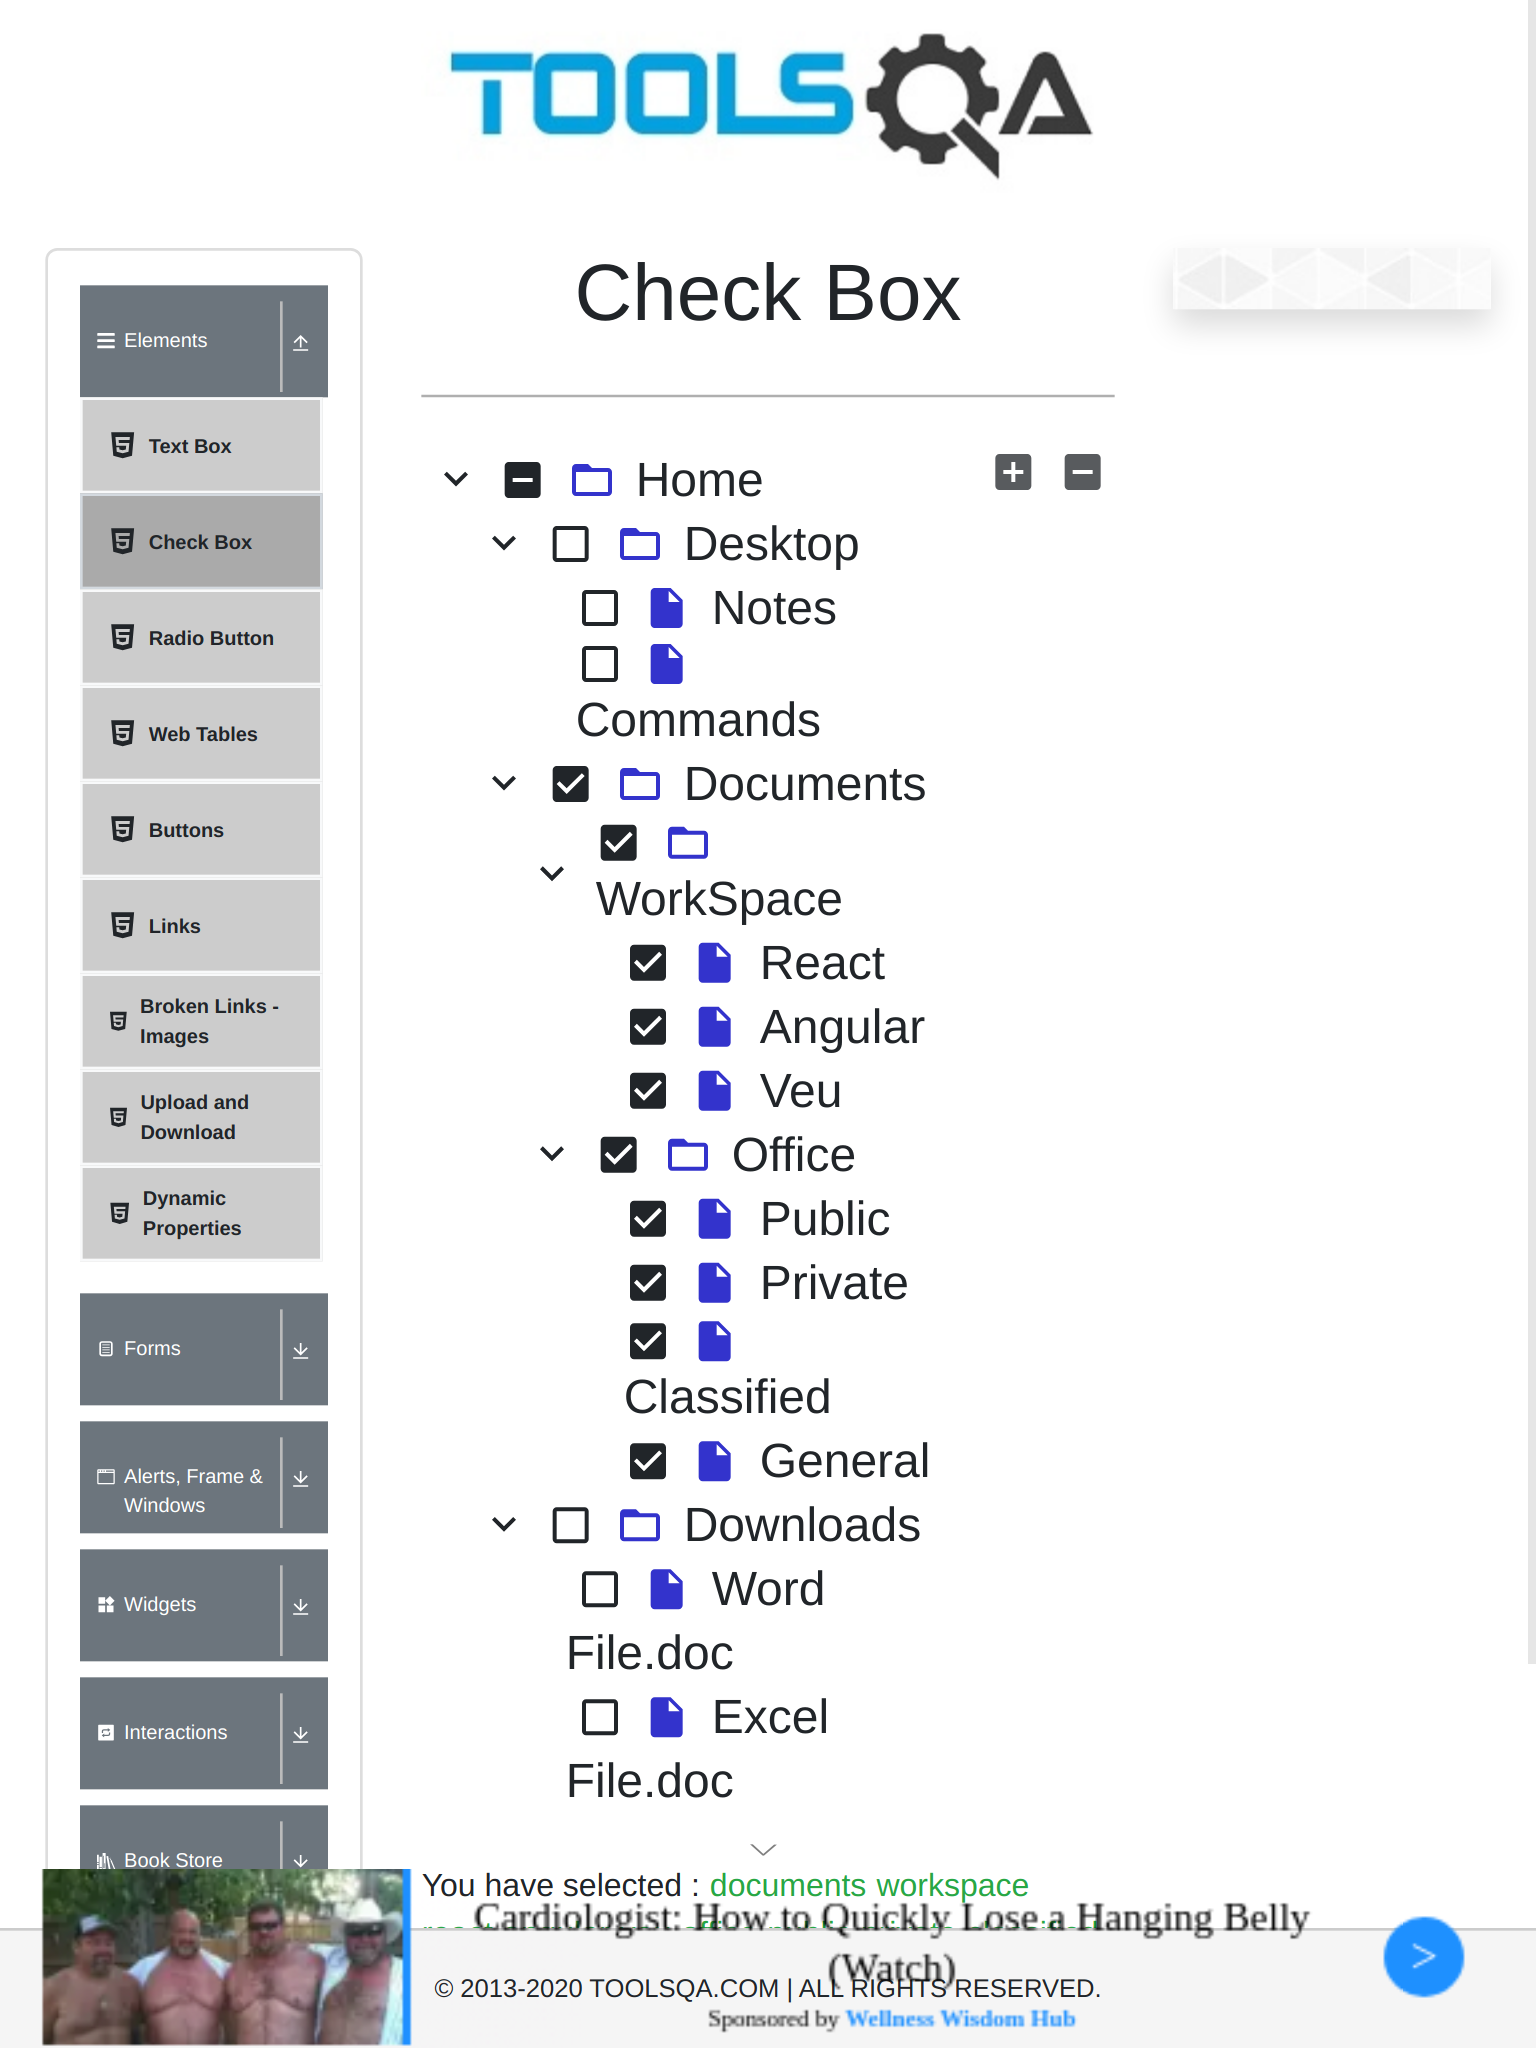 TOOLSQA
Check Box
Elements
Text Box
Check Box
Radio Button
Web Tables
Buttons
Links
Broken Links -
Images
Upload and
Download
Dynamic
Properties
Forms
Alerts, Frame &
Windows
Widgets
Interactions
Book Store
Home
Desktop
Notes
Commands
Documents
WorkSpace
React
Angular
Veu
Office
Public
Private
Classified
General
Downloads
Word
File.doc
Excel
File.doc
You have selected : documents workspace
Cardiologist: How to Quickly Lose a Hanging Belly
(Watch)
© 2013-2020 TOOLSQA.COM | ALL RIGHTS RESERVED.
Sponsored by Wellness Wisdom Hub